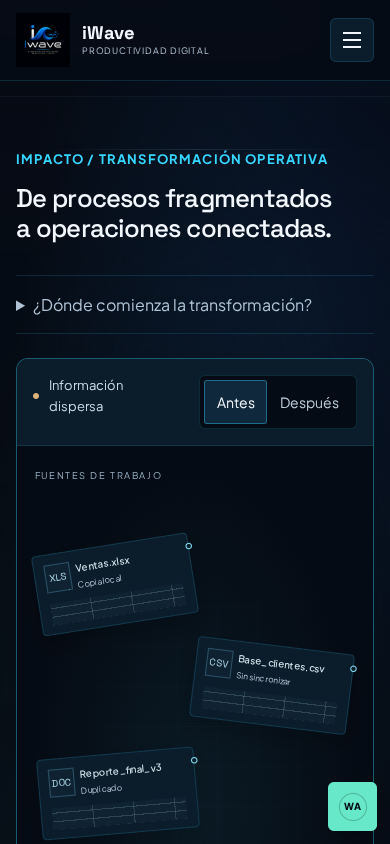 iwave
iWave
PRODUCTIVIDAD DIGITAL
IMPACTO / TRANSFORMACIÓN OPERATIVA
De procesos fragmentados
a operaciones conectadas.
¿Dónde comienza la transformación?
Información
dispersa
Antes
Después
FUENTES DE TRABAJO
XLS
Ventas.xlsx
Copia local
CSV
Base_clientes.csv
Sin sincronizar
DOC
Reporte_final_v3
Duplicado
WA